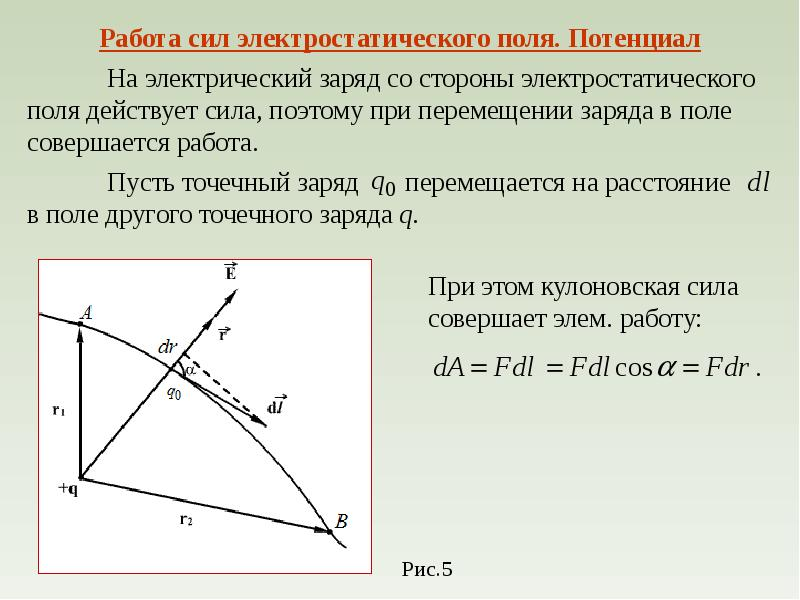 Работа сил электростатического поля. Потенциал
На электрический заряд со стороны электростатического
поля действует сила, поэтому при перемещении заряда в поле
совершается работа.
Пусть точечный заряд q₀ перемещается на расстояние dl
в поле другого точечного заряда q.
При этом кулоновская сила
совершает элем. работу:
dA = Fdl = Fdl cos α = Fdr .
E⃗
A
r⃗
dr
α
q₀
dl⃗
r₁
+q
r₂
B
Рис.5